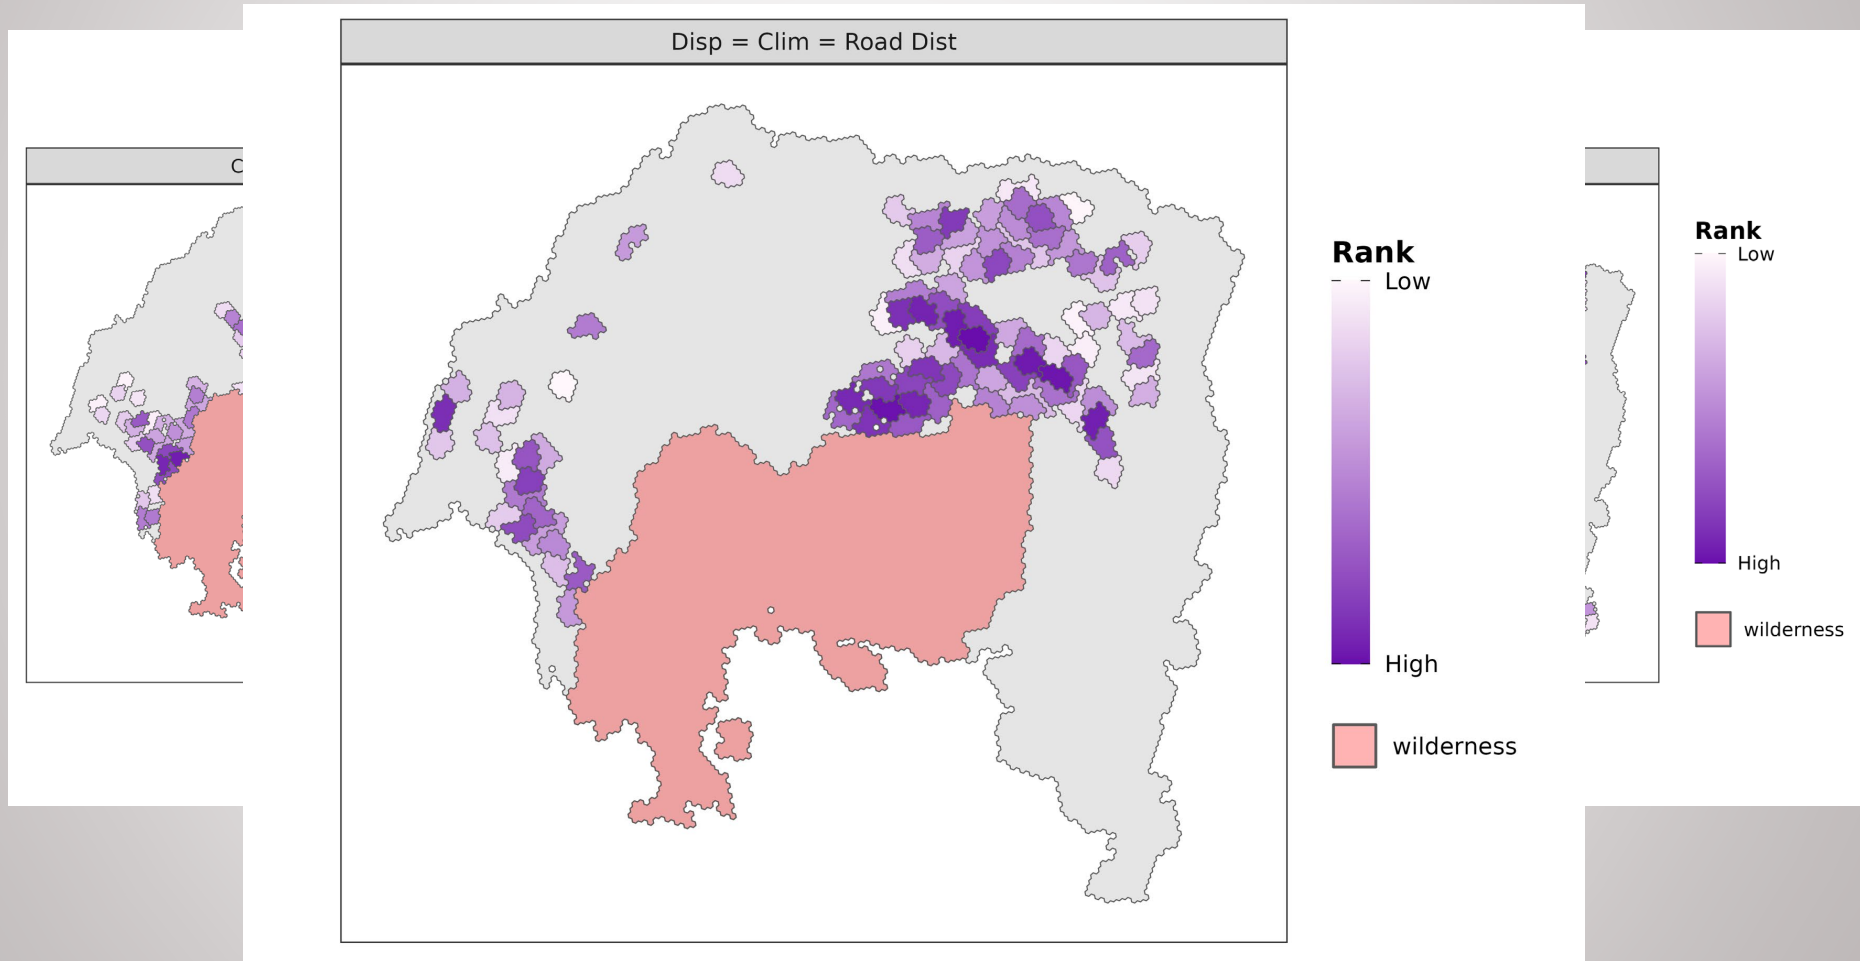 Disp = Clim = Road Dist
C
Rank
Low
High
wilderness
Rank
Low
High
wilderness